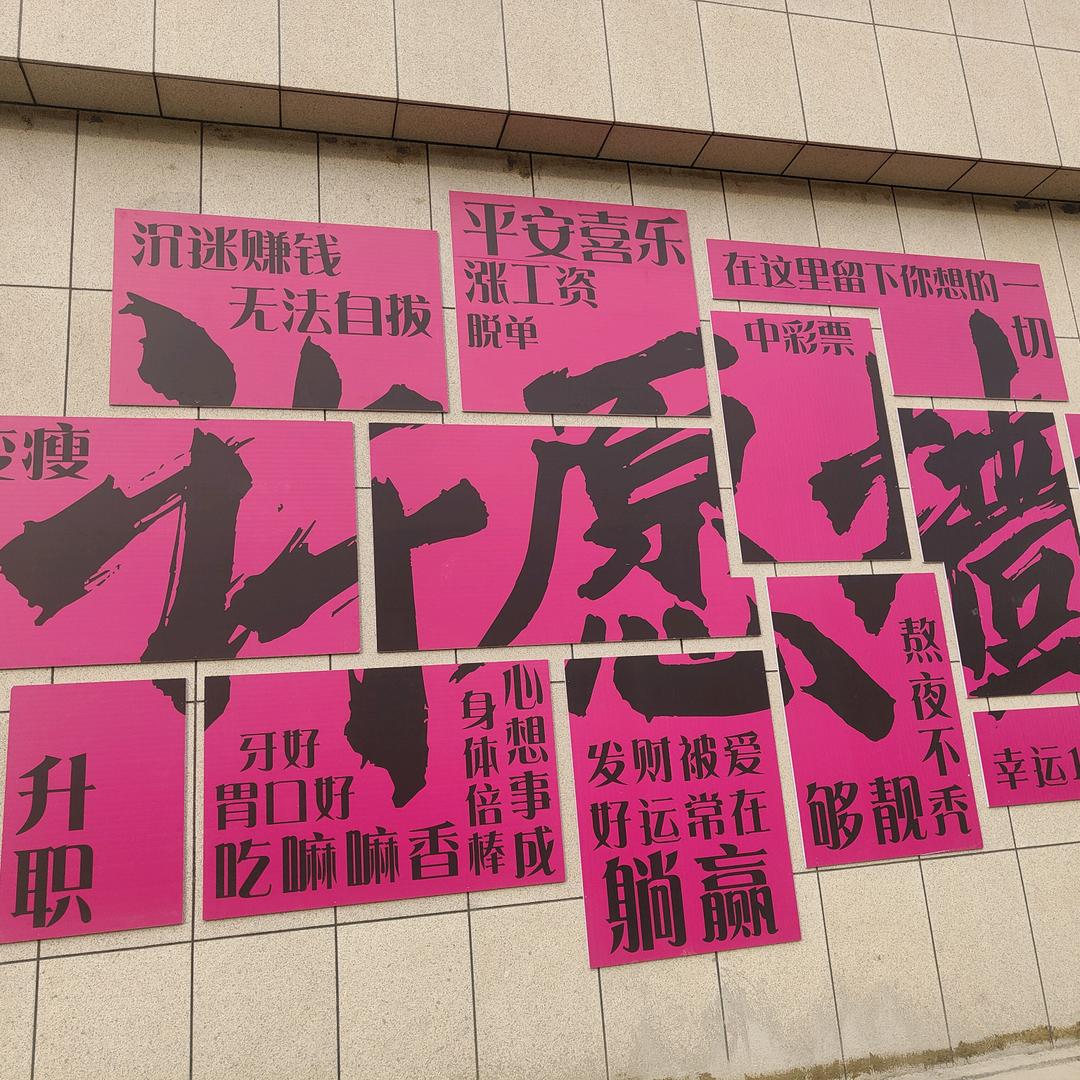 许愿墙
沉迷赚钱
无法自拔
平安喜乐
涨工资
脱单
在这里留下你想的一
切
中彩票
变瘦
升
职
牙好
胃口好
吃嘛嘛香
身体倍棒
心想事成
发财被爱
好运常在
躺赢
熬夜不秃
够靓
幸运